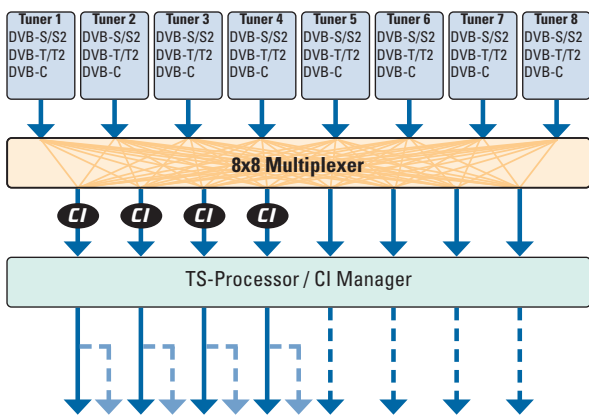 Tuner 1 Tuner 2 Tuner 3 Tuner 4 Tuner 5 Tuner 6 Tuner 7 Tuner 8
DVB-S/S2 DVB-S/S2 DVB-S/S2 DVB-S/S2 DVB-S/S2 DVB-S/S2 DVB-S/S2 DVB-S/S2
DVB-T/T2 DVB-T/T2 DVB-T/T2 DVB-T/T2 DVB-T/T2 DVB-T/T2 DVB-T/T2 DVB-T/T2
DVB-C DVB-C DVB-C DVB-C DVB-C DVB-C DVB-C DVB-C
8x8 Multiplexer
CI CI CI CI
TS-Processor / CI Manager